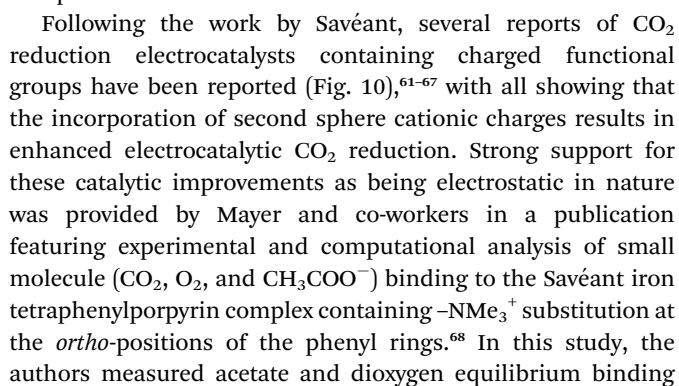 Following the work by Savéant, several reports of CO₂
reduction electrocatalysts containing charged functional
groups have been reported (Fig. 10),⁶¹⁻⁶⁷ with all showing that
the incorporation of second sphere cationic charges results in
enhanced electrocatalytic CO₂ reduction. Strong support for
these catalytic improvements as being electrostatic in nature
was provided by Mayer and co-workers in a publication
featuring experimental and computational analysis of small
molecule (CO₂, O₂, and CH₃COO⁻) binding to the Savéant iron
tetraphenylporpyrin complex containing –NMe₃⁺ substitution at
the ortho-positions of the phenyl rings.⁶⁸ In this study, the
authors measured acetate and dioxygen equilibrium binding